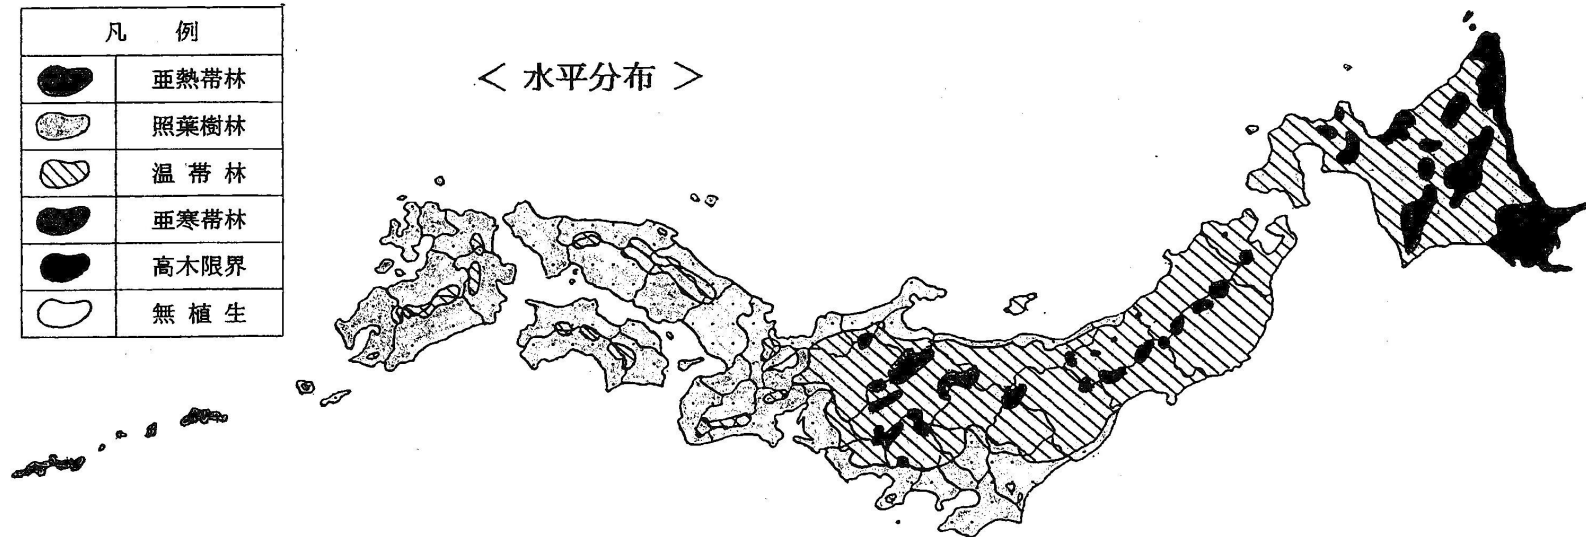 凡 例
亜熱帯林
照葉樹林
温帯林
亜寒帯林
高木限界
無植生
＜ 水平分布 ＞